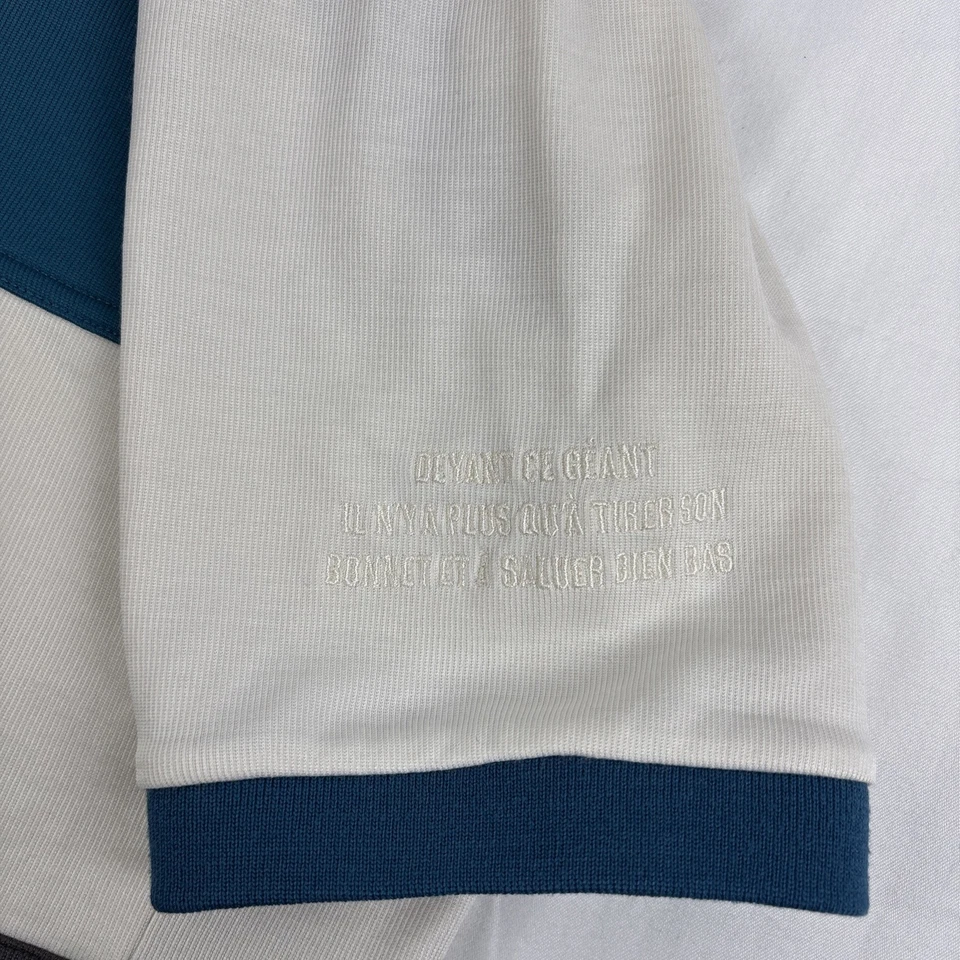 DEVANT CE GÉANT
IL N'Y A PLUS QU'À TIRER SON
BONNET ET À SALUER BIEN BAS